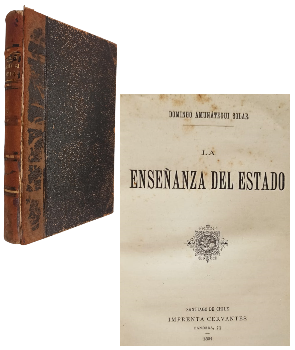 DOMINGO AMUNÁTEGUI SOLAR
LA
ENSEÑANZA DEL ESTADO
SANTIAGO DE CHILE
IMPRENTA CERVANTES